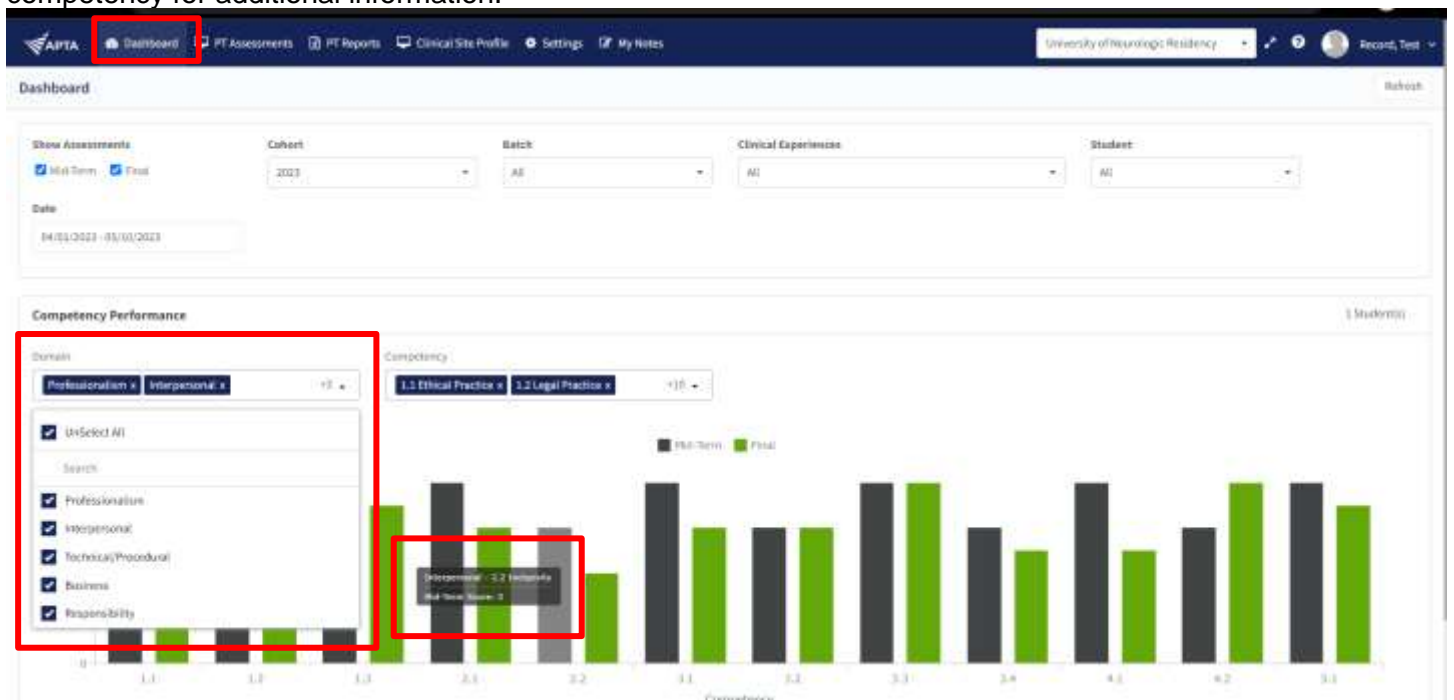 competency for additional information.
APTA Dashboard PT Assessments PT Reports Clinical Site Profile Settings My Notes University of Neurologic Residency Record, Test
Dashboard Refresh
Show Assessments Cohort Batch Clinical Experiences Student
Mid-Term Final 2023 All All All
Date
04/01/2023 - 05/10/2023
Competency Performance 1 Student(s)
Domain Competency
Professionalism x Interpersonal x +3 1.1 Ethical Practice x 1.2 Legal Practice x +10
UnSelect All
Mid-Term Final
Search
Professionalism
Interpersonal
Technical/Procedural
Business
Responsibility
Interpersonal - 2.2 Inclusivity
Mid-Term Score: 3
0
1.1 1.2 1.3 2.1 2.2 3.1 3.2 3.3 3.4 4.1 4.2 5.1
Competency